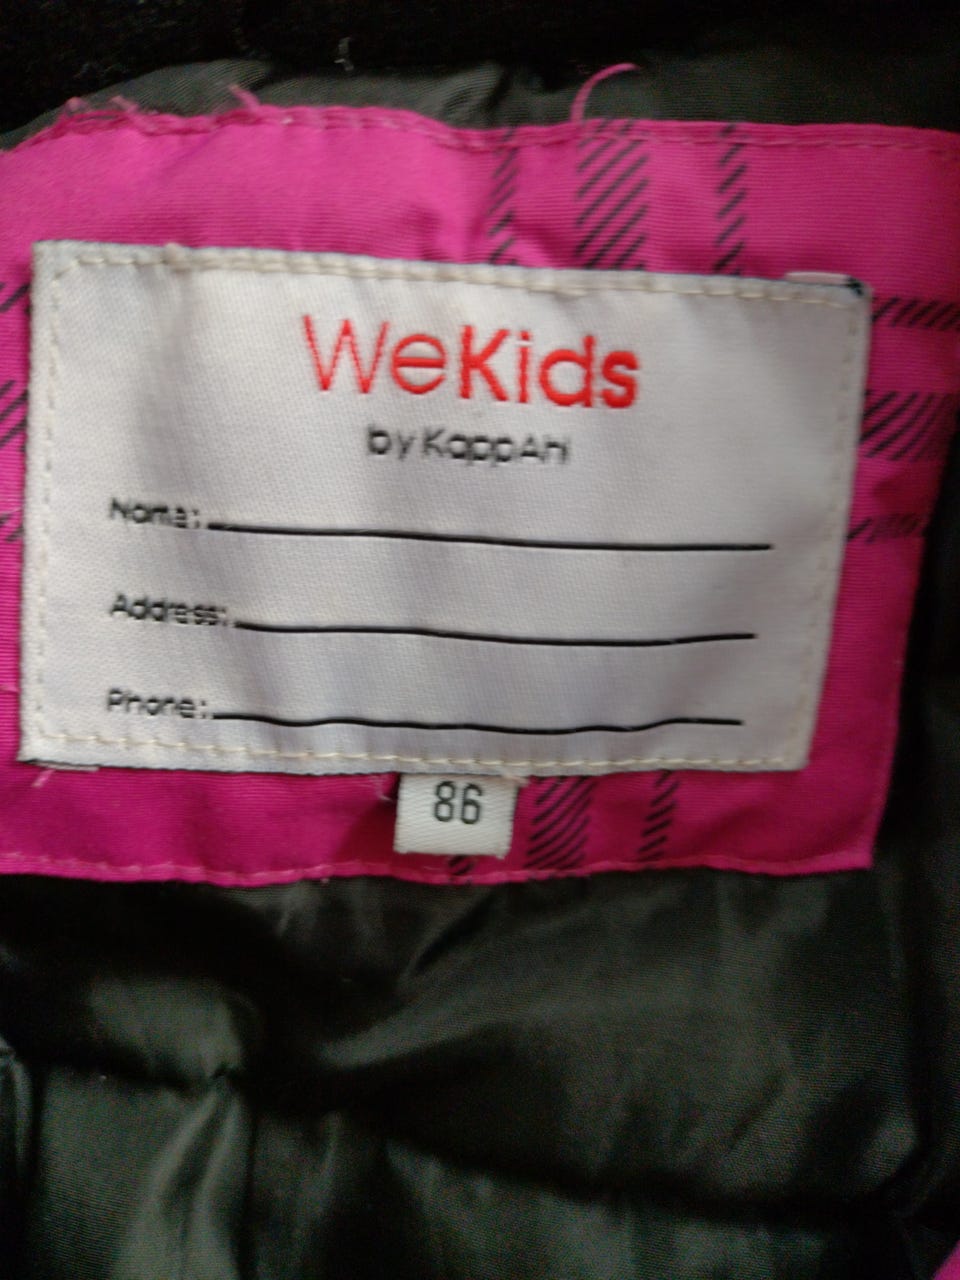 WeKids
by KappAhl
Name:
Address:
Phone:
86